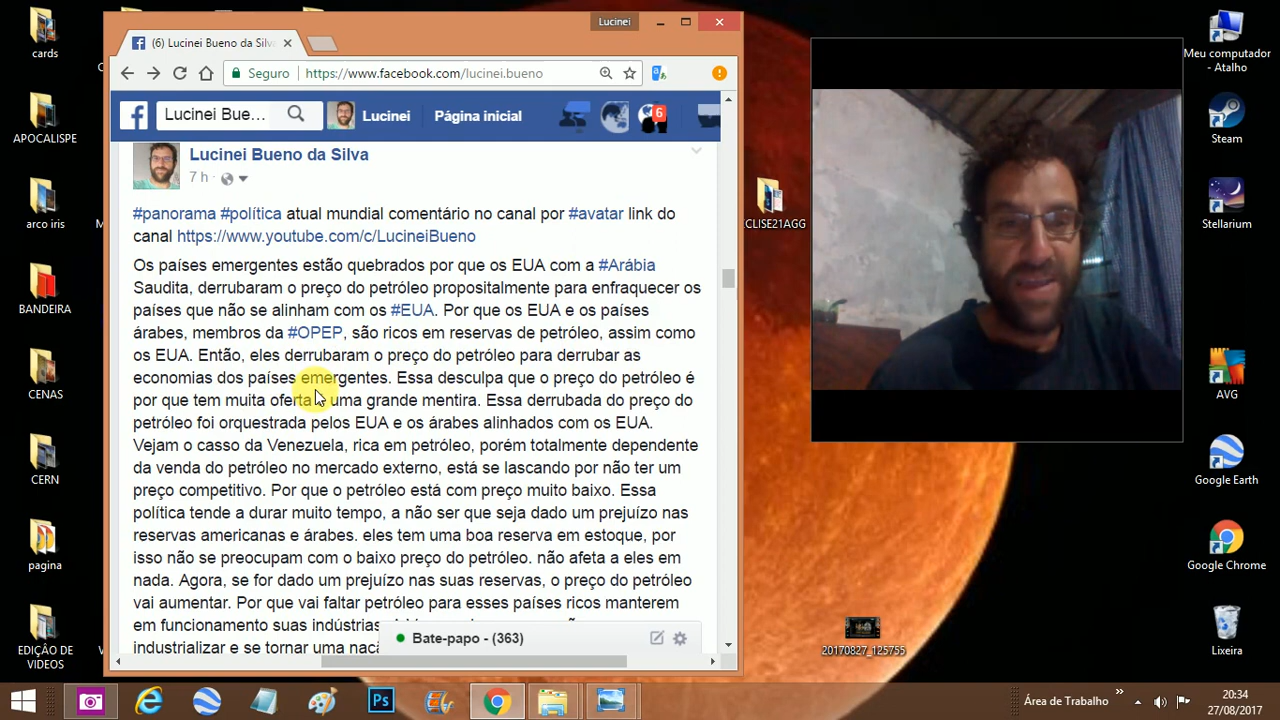 cards
APOCALISPE
arco iris
BANDEIRA
CENAS
CERN
pagina
EDIÇÃO DE
VIDEOS
Lucinei
(6) Lucinei Bueno da Silva
Seguro
https://www.facebook.com/lucinei.bueno
Lucinei Bue...
Lucinei
Página inicial
6
Lucinei Bueno da Silva
7 h ·
#panorama #política atual mundial comentário no canal por #avatar link do
canal https://www.youtube.com/c/LucineiBueno
Os países emergentes estão quebrados por que os EUA com a #Arábia
Saudita, derrubaram o preço do petróleo propositalmente para enfraquecer os
países que não se alinham com os #EUA. Por que os EUA e os países
árabes, membros da #OPEP, são ricos em reservas de petróleo, assim como
os EUA. Então, eles derrubaram o preço do petróleo para derrubar as
economias dos países emergentes. Essa desculpa que o preço do petróleo é
por que tem muita oferta uma grande mentira. Essa derrubada do preço do
petróleo foi orquestrada pelos EUA e os árabes alinhados com os EUA.
Vejam o casso da Venezuela, rica em petróleo, porém totalmente dependente
da venda do petróleo no mercado externo, está se lascando por não ter um
preço competitivo. Por que o petróleo está com preço muito baixo. Essa
política tende a durar muito tempo, a não ser que seja dado um prejuízo nas
reservas americanas e árabes. eles tem uma boa reserva em estoque, por
isso não se preocupam com o baixo preço do petróleo. não afeta a eles em
nada. Agora, se for dado um prejuízo nas suas reservas, o preço do petróleo
vai aumentar. Por que vai faltar petróleo para esses países ricos manterem
em funcionamento suas indústrias
industrializar e se tornar uma
Bate-papo - (363)
CLISE21AGG
20170827_125755
Meu computador
- Atalho
Steam
Stellarium
AVG
Google Earth
Google Chrome
Lixeira
Ps
Área de Trabalho
20:34
27/08/2017